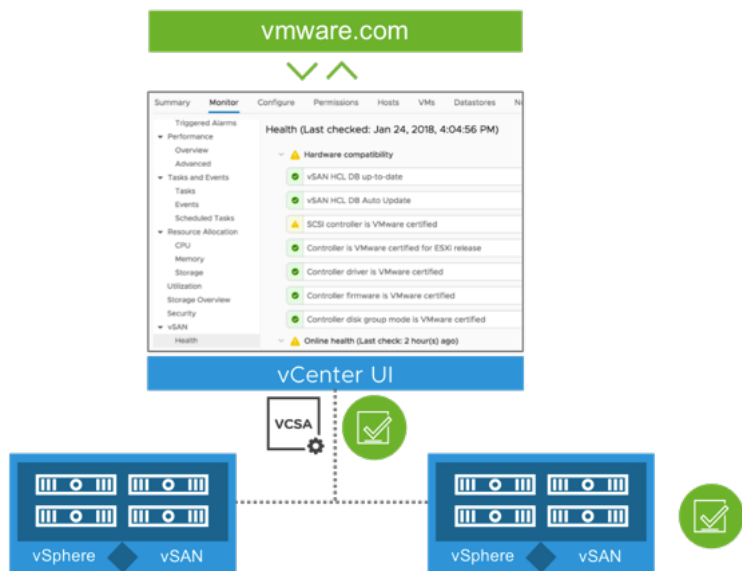 vmware.com
Summary Monitor Configure Permissions Hosts VMs Datastores
Triggered Alarms
Performance
Overview
Advanced
Tasks and Events
Tasks
Events
Scheduled Tasks
Resource Allocation
CPU
Memory
Storage
Utilization
Storage Overview
Security
vSAN
Health
Health (Last checked: Jan 24, 2018, 4:04:56 PM)
Hardware compatibility
vSAN HCL DB up-to-date
vSAN HCL DB Auto Update
SCSI controller is VMware certified
Controller is VMware certified for ESXi release
Controller driver is VMware certified
Controller firmware is VMware certified
Controller disk group mode is VMware certified
Online health (Last check: 2 hour(s) ago)
vCenter UI
VCSA
vSphere vSAN
vSphere vSAN